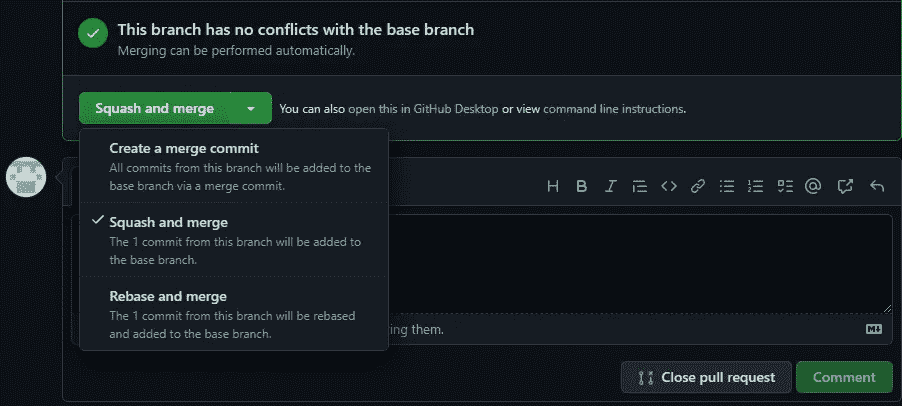 This branch has no conflicts with the base branch
Merging can be performed automatically.
Squash and merge
You can also open this in GitHub Desktop or view command line instructions.
Create a merge commit
All commits from this branch will be added to the
base branch via a merge commit.
Squash and merge
The 1 commit from this branch will be added to
the base branch.
Rebase and merge
The 1 commit from this branch will be rebased
and added to the base branch.
them.
Close pull request
Comment